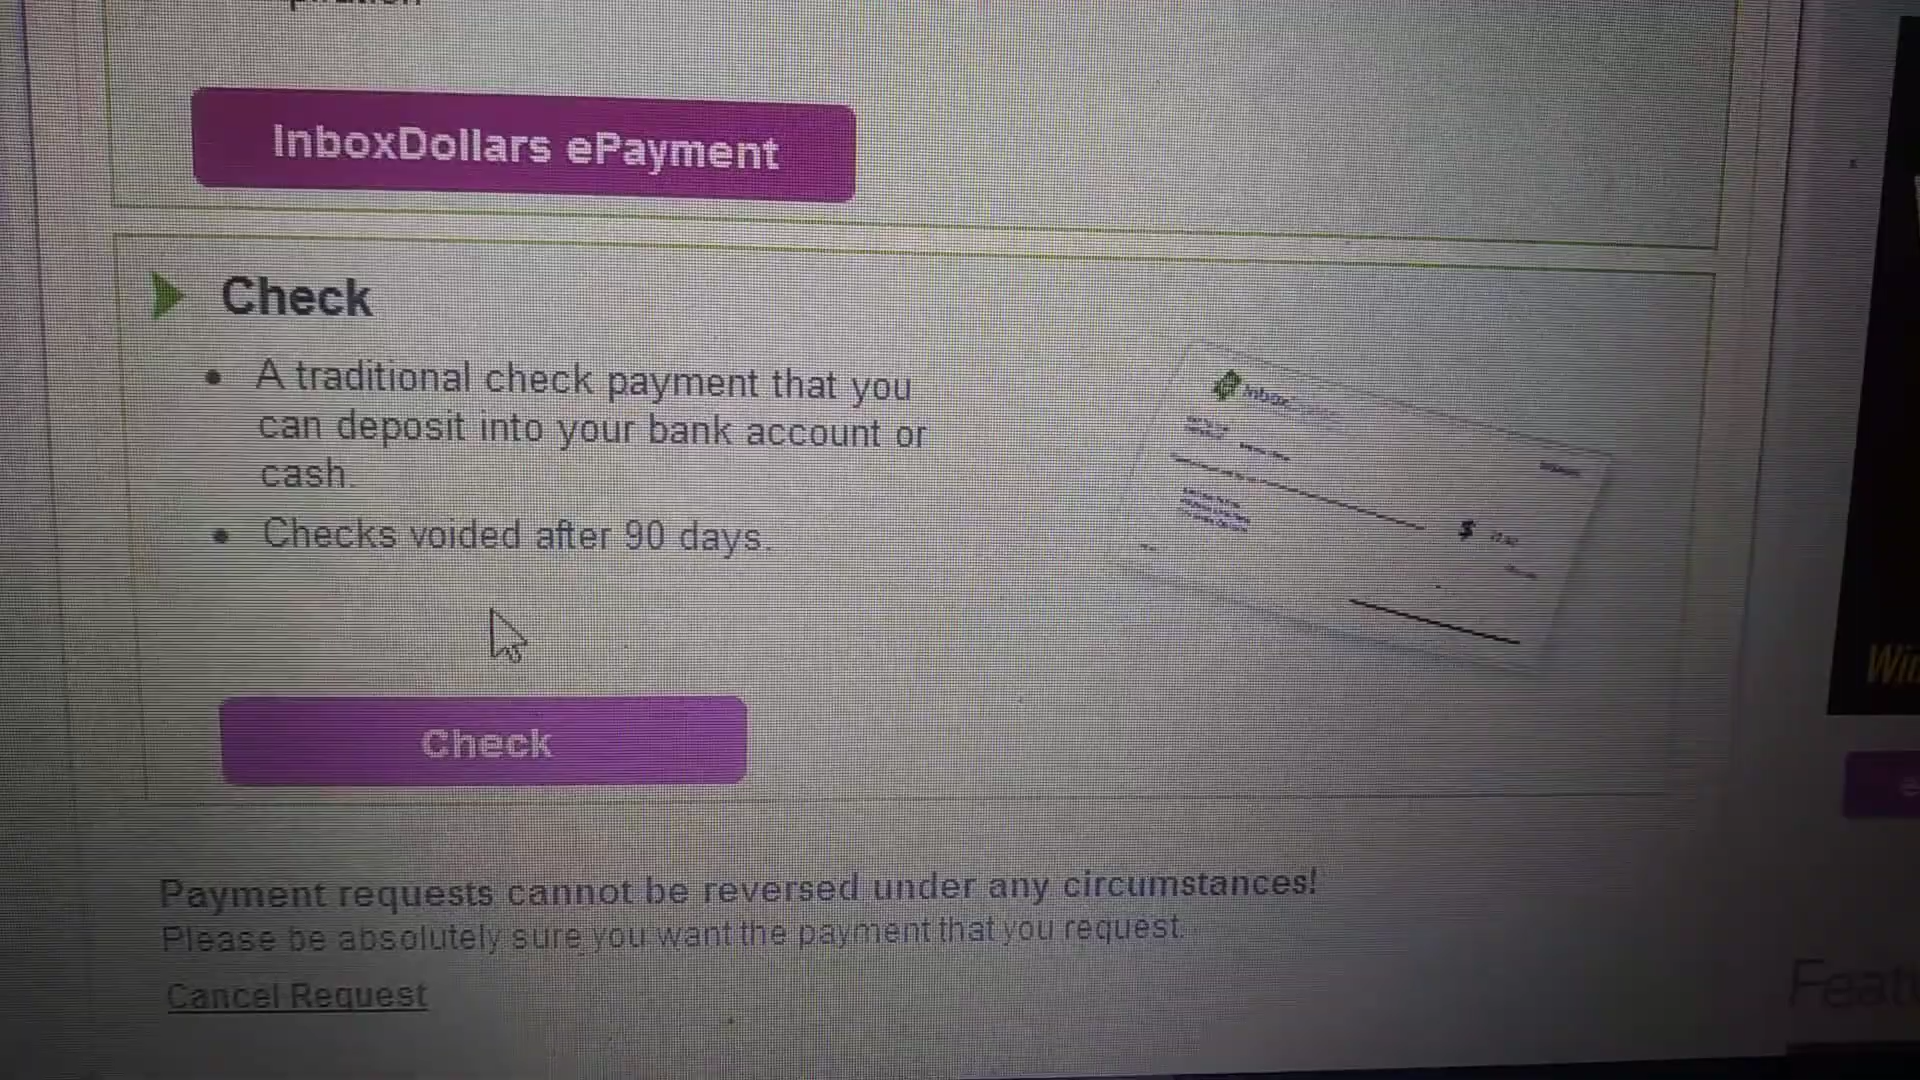 InboxDollars ePayment
Check
A traditional check payment that you
can deposit into your bank account or
cash.
Checks voided after 90 days.
Inbox
$
Check
Payment requests cannot be reversed under any circumstances!
Please be absolutely sure you want the payment that you request.
Cancel Request